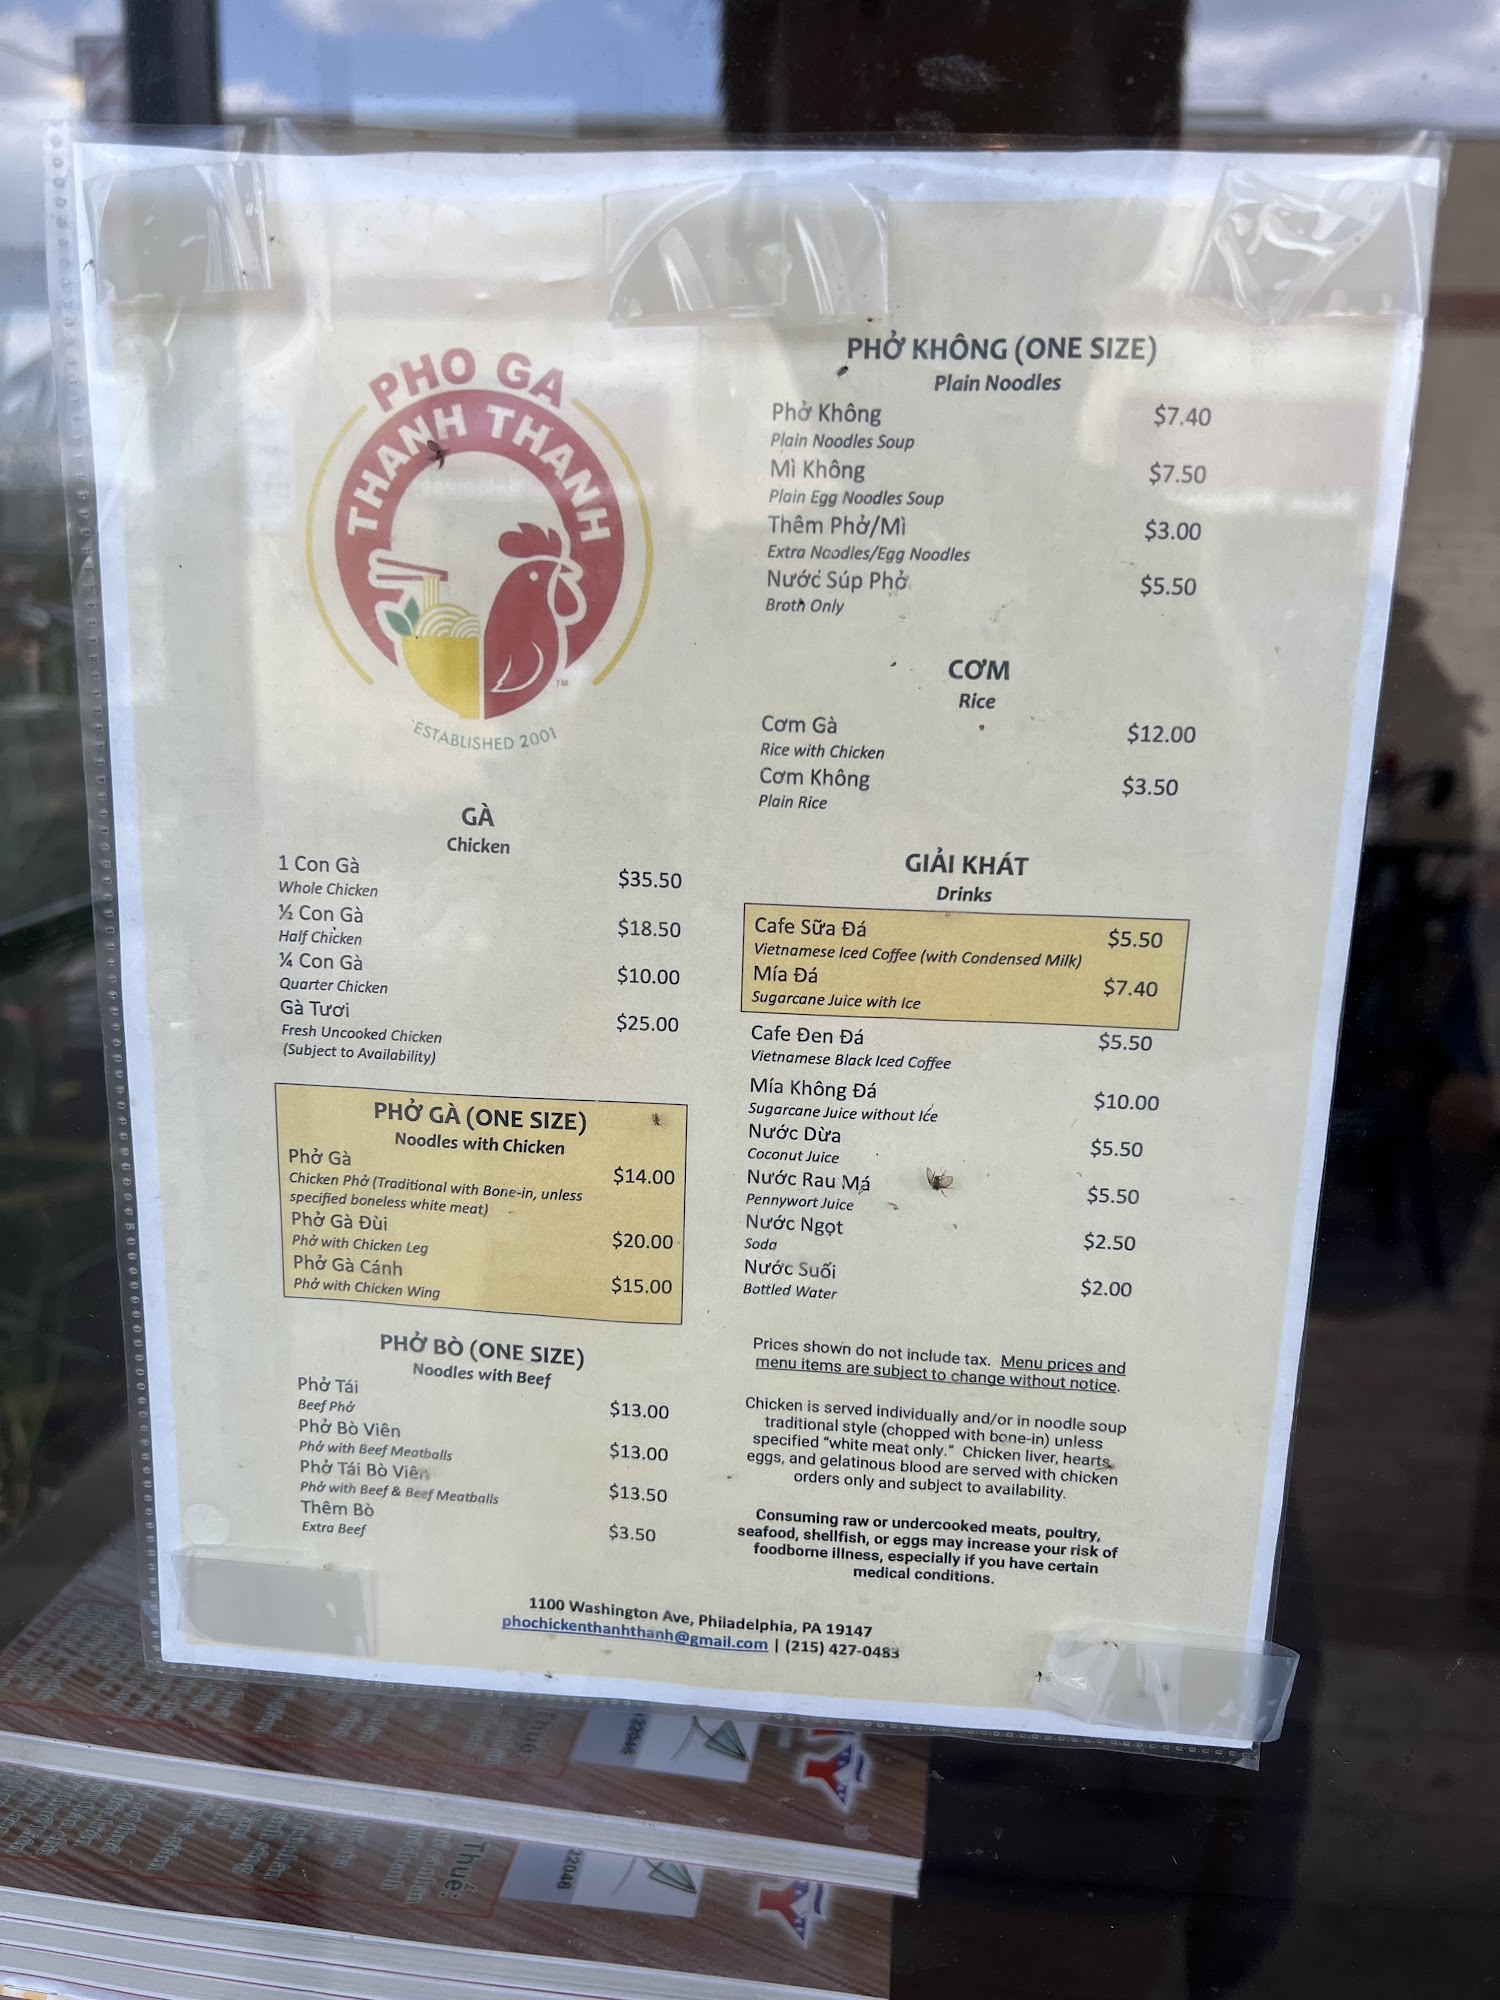 PHO GA
THANH THANH
TM
ESTABLISHED 2001
GÀ
Chicken
1 Con Gà $35.50
Whole Chicken
½ Con Gà $18.50
Half Chicken
¼ Con Gà $10.00
Quarter Chicken
Gà Tươi $25.00
Fresh Uncooked Chicken
(Subject to Availability)
PHỞ GÀ (ONE SIZE)
Noodles with Chicken
Phở Gà $14.00
Chicken Phở (Traditional with Bone-in, unless
specified boneless white meat)
Phở Gà Đùi $20.00
Phở with Chicken Leg
Phở Gà Cánh $15.00
Phở with Chicken Wing
PHỞ BÒ (ONE SIZE)
Noodles with Beef
Phở Tái $13.00
Beef Phở
Phở Bò Viên $13.00
Phở with Beef Meatballs
Phở Tái Bò Viên $13.50
Phở with Beef & Beef Meatballs
Thêm Bò $3.50
Extra Beef
PHỞ KHÔNG (ONE SIZE)
Plain Noodles
Phở Không $7.40
Plain Noodles Soup
Mì Không $7.50
Plain Egg Noodles Soup
Thêm Phở/Mì $3.00
Extra Noodles/Egg Noodles
Nước Súp Phở $5.50
Broth Only
CƠM
Rice
Cơm Gà $12.00
Rice with Chicken
Cơm Không $3.50
Plain Rice
GIẢI KHÁT
Drinks
Cafe Sữa Đá $5.50
Vietnamese Iced Coffee (with Condensed Milk)
Mía Đá $7.40
Sugarcane Juice with Ice
Cafe Đen Đá $5.50
Vietnamese Black Iced Coffee
Mía Không Đá $10.00
Sugarcane Juice without Ice
Nước Dừa $5.50
Coconut Juice
Nước Rau Má $5.50
Pennywort Juice
Nước Ngọt $2.50
Soda
Nước Suối $2.00
Bottled Water
Prices shown do not include tax. Menu prices and
menu items are subject to change without notice.
Chicken is served individually and/or in noodle soup
traditional style (chopped with bone-in) unless
specified "white meat only." Chicken liver, hearts,
eggs, and gelatinous blood are served with chicken
orders only and subject to availability.
Consuming raw or undercooked meats, poultry,
seafood, shellfish, or eggs may increase your risk of
foodborne illness, especially if you have certain
medical conditions.
1100 Washington Ave, Philadelphia, PA 19147
phochickenthanhthanh@gmail.com | (215) 427-0483
22046
Thuế:
22046